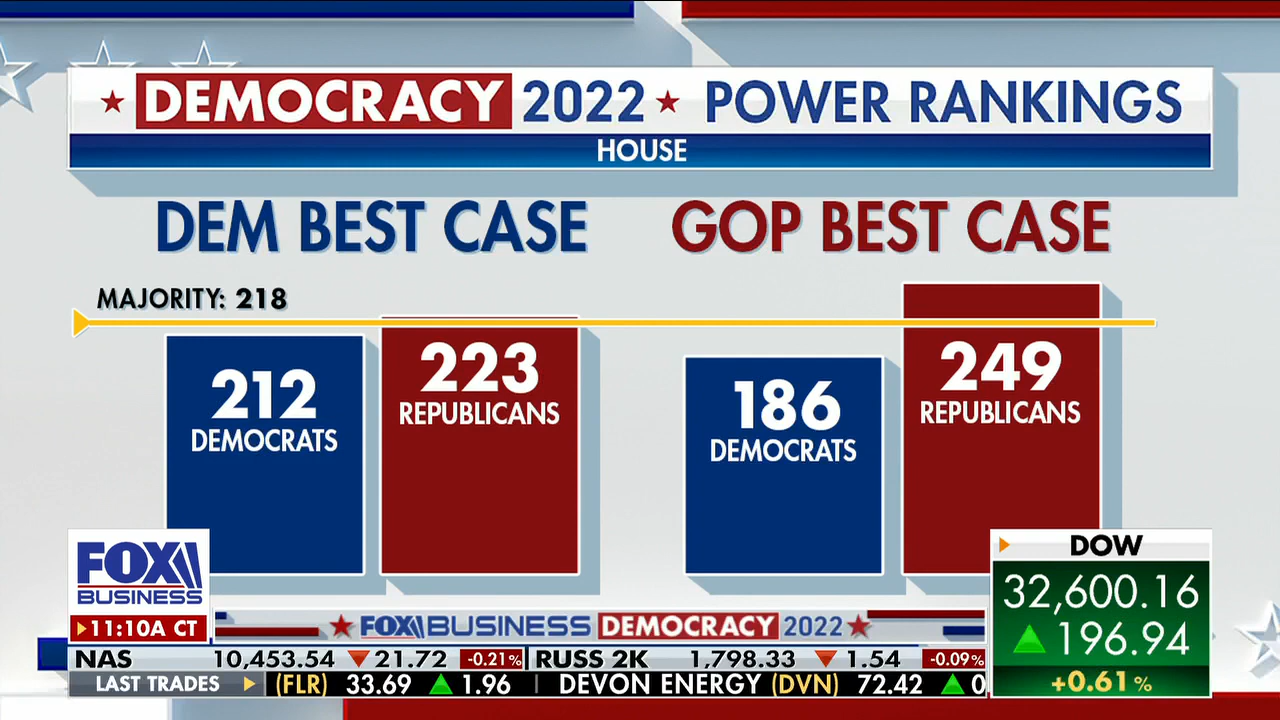 DEMOCRACY 2022 POWER RANKINGS
HOUSE
DEM BEST CASE
GOP BEST CASE
MAJORITY: 218
212
DEMOCRATS
223
REPUBLICANS
186
DEMOCRATS
249
REPUBLICANS
FOX
BUSINESS
11:10A CT
FOX BUSINESS DEMOCRACY 2022
DOW
32,600.16
196.94
+0.61%
NAS 10,453.54 21.72 -0.21% RUSS 2K 1,798.33 1.54 -0.09%
LAST TRADES (FLR) 33.69 1.96 DEVON ENERGY (DVN) 72.42 0